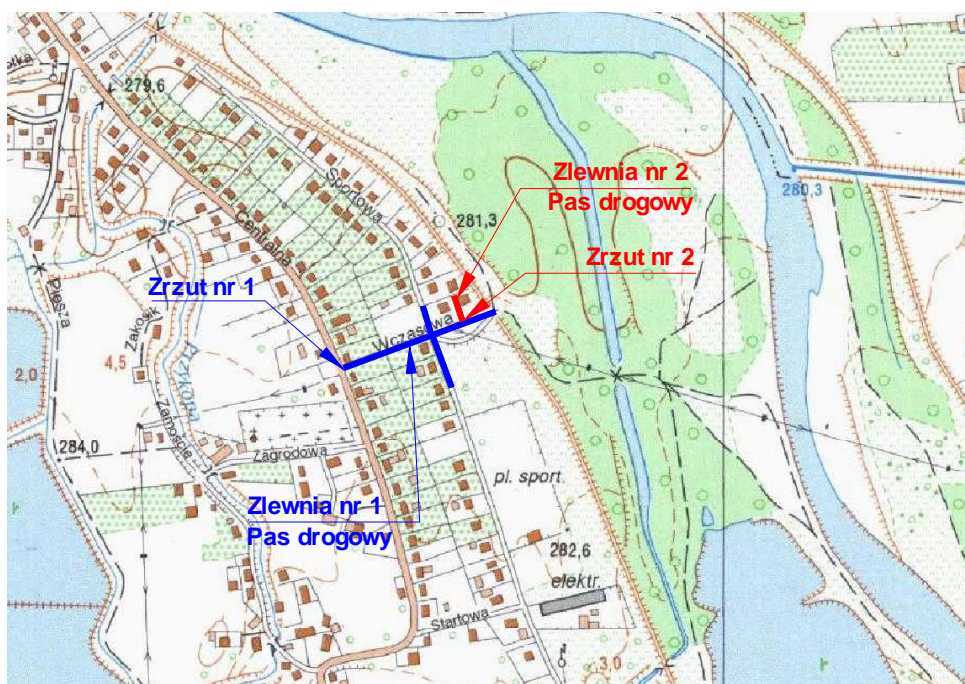 279,6
Sportowa
Centralna
Zlewnia nr 2
Pas drogowy
281,3
280,3
Zrzut nr 2
Zrzut nr 1
Wczasowa
Zakosik
2,0
4,5
Zamoście
284,0
Zagrodowa
Zlewnia nr 1
Pas drogowy
pl. sport.
282,6
elektr.
Startowa
3,0